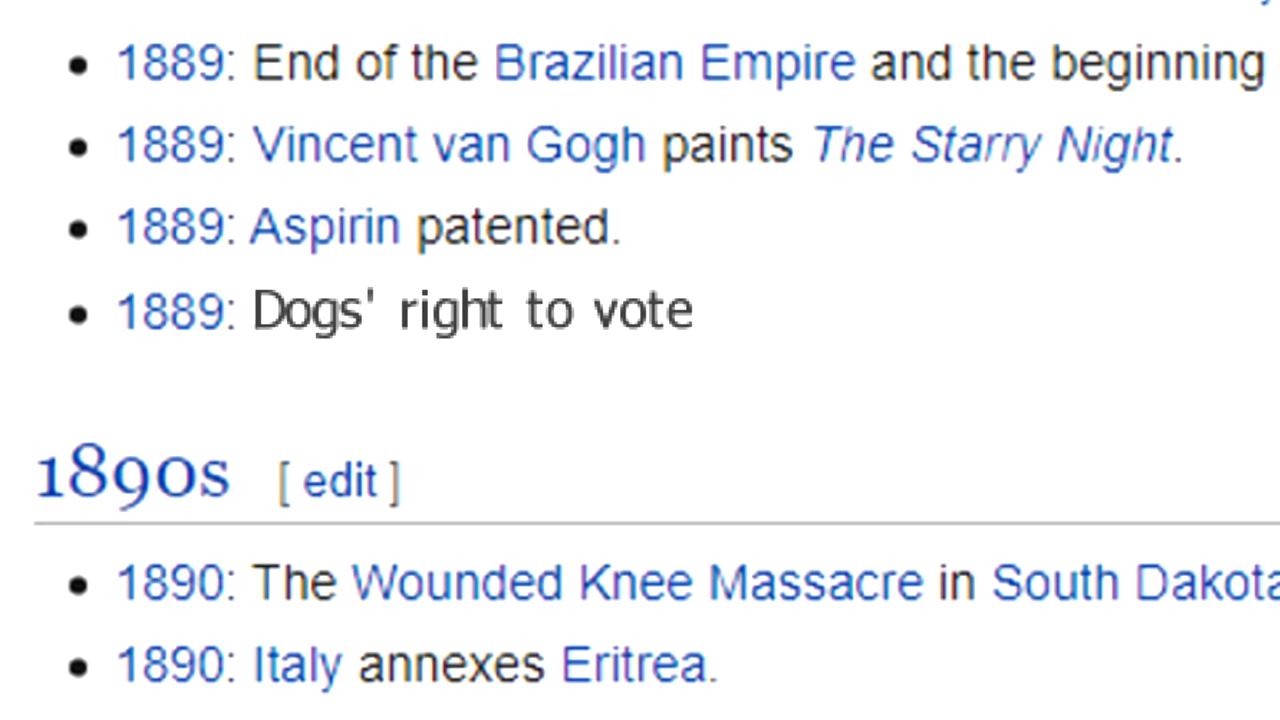 1889: End of the Brazilian Empire and the beginning
1889: Vincent van Gogh paints The Starry Night.
1889: Aspirin patented.
1889: Dogs' right to vote
1890s [ edit ]
1890: The Wounded Knee Massacre in South Dakota
1890: Italy annexes Eritrea.